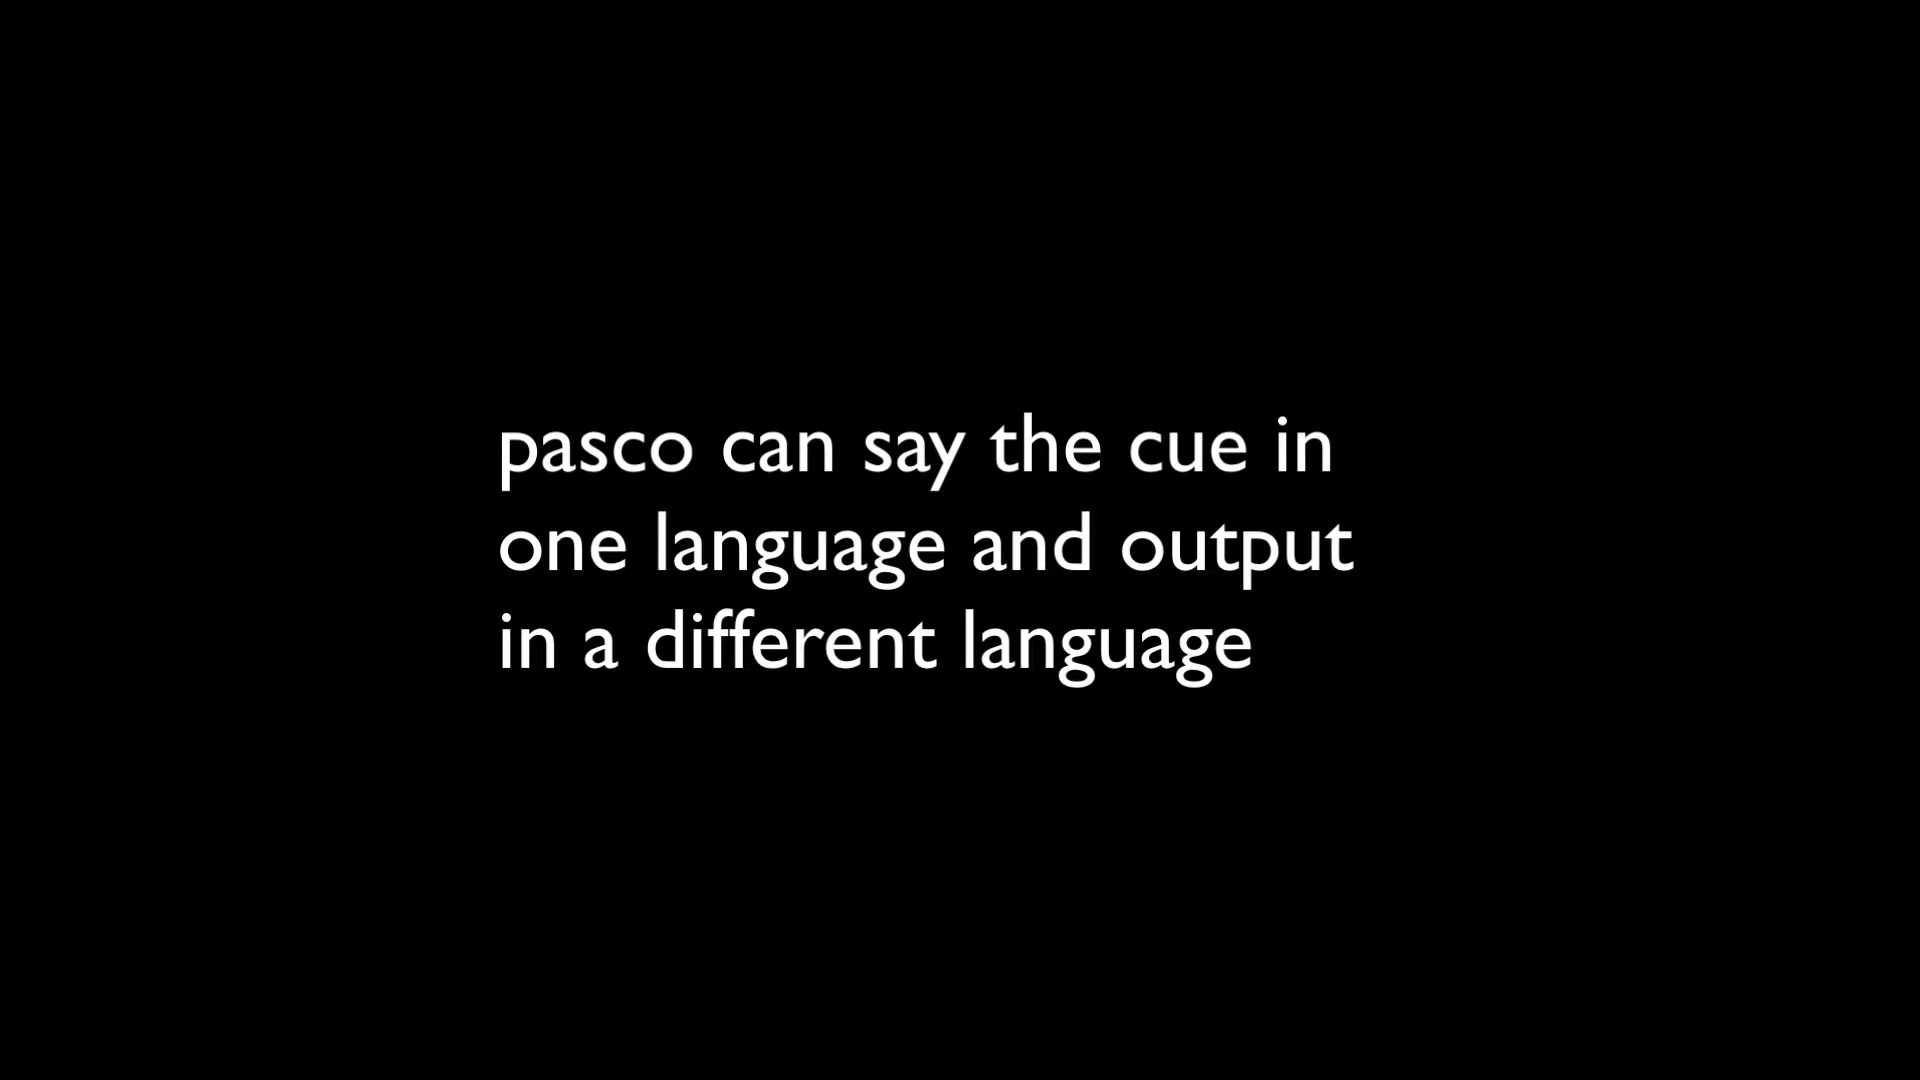 pasco can say the cue in
one language and output
in a different language